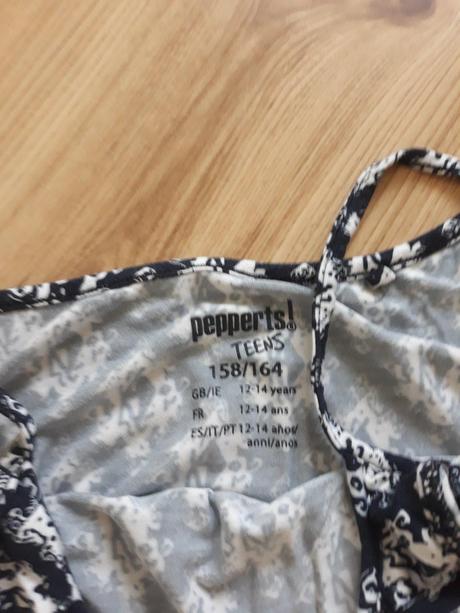 pepperts!®
TEENS
158/164
GB/IE 12-14 years
FR 12-14 ans
ES/IT/PT 12-14 años/
anni/anos